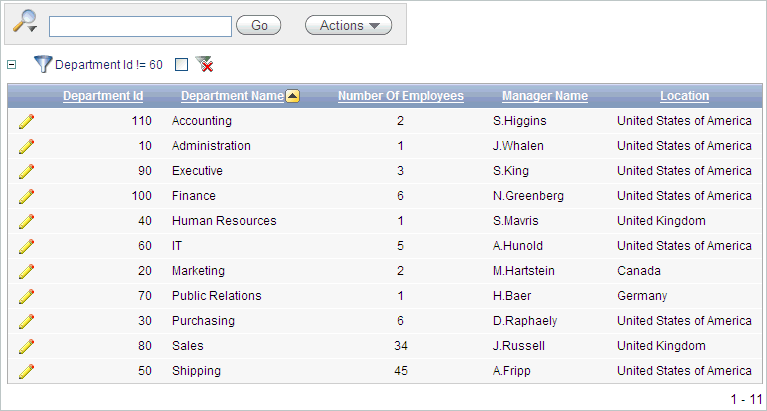 Go Actions
Department Id != 60
Department Id Department Name Number Of Employees Manager Name Location
110 Accounting 2 S.Higgins United States of America
10 Administration 1 J.Whalen United States of America
90 Executive 3 S.King United States of America
100 Finance 6 N.Greenberg United States of America
40 Human Resources 1 S.Mavris United Kingdom
60 IT 5 A.Hunold United States of America
20 Marketing 2 M.Hartstein Canada
70 Public Relations 1 H.Baer Germany
30 Purchasing 6 D.Raphaely United States of America
80 Sales 34 J.Russell United Kingdom
50 Shipping 45 A.Fripp United States of America
1 - 11